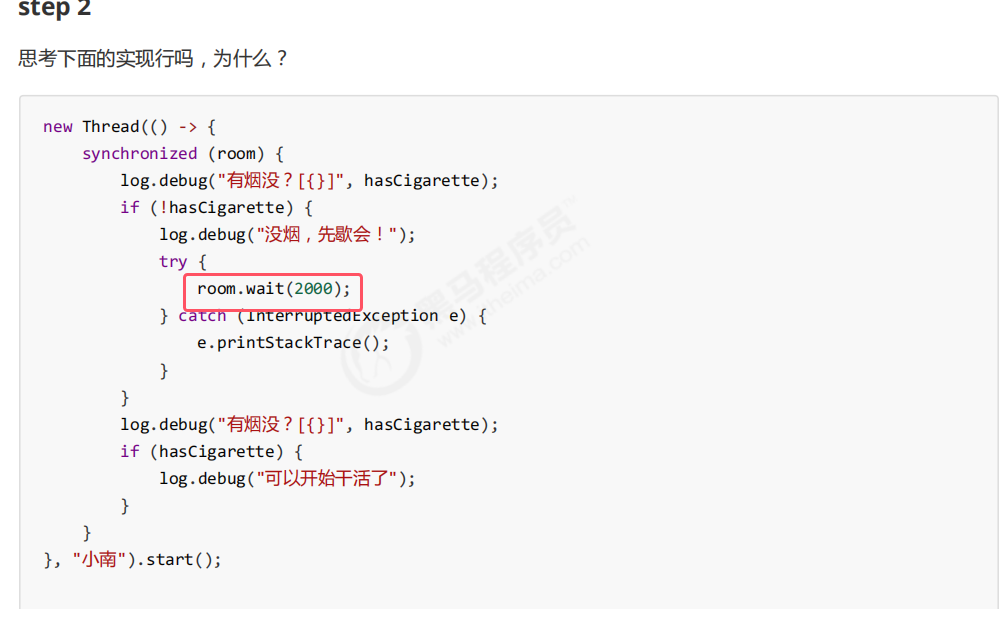 step 2
思考下面的实现行吗，为什么？
new Thread(() -> {
synchronized (room) {
log.debug("有烟没？[{}]", hasCigarette);
if (!hasCigarette) {
log.debug("没烟，先歇会！");
try {
room.wait(2000);
} catch (InterruptedException e) {
e.printStackTrace();
}
}
log.debug("有烟没？[{}]", hasCigarette);
if (hasCigarette) {
log.debug("可以开始干活了");
}
}
}, "小南").start();
黑马程序员™
www.itheima.com